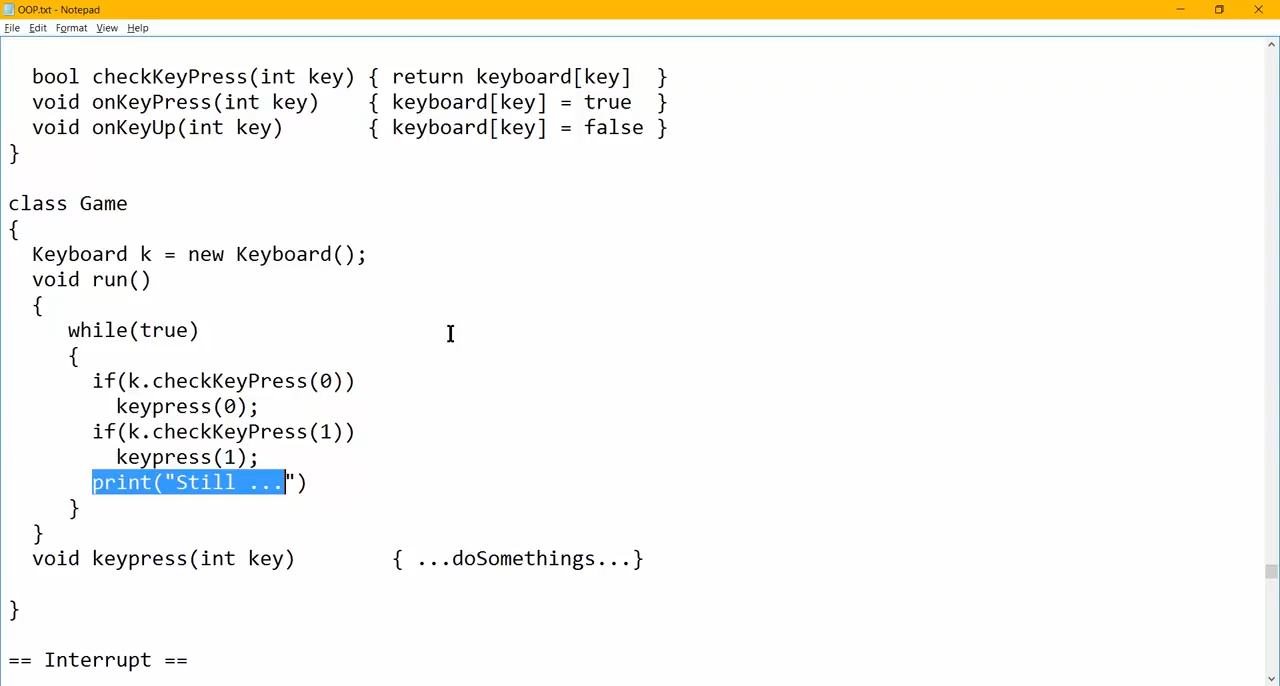 OOP.txt - Notepad
File Edit Format View Help
bool checkKeyPress(int key) { return keyboard[key]  }
void onKeyPress(int key)    { keyboard[key] = true  }
void onKeyUp(int key)       { keyboard[key] = false }
}
class Game
{
Keyboard k = new Keyboard();
void run()
{
while(true)
{
if(k.checkKeyPress(0))
keypress(0);
if(k.checkKeyPress(1))
keypress(1);
print("Still ...")
}
}
void keypress(int key)        { ...doSomethings...}
}
== Interrupt ==